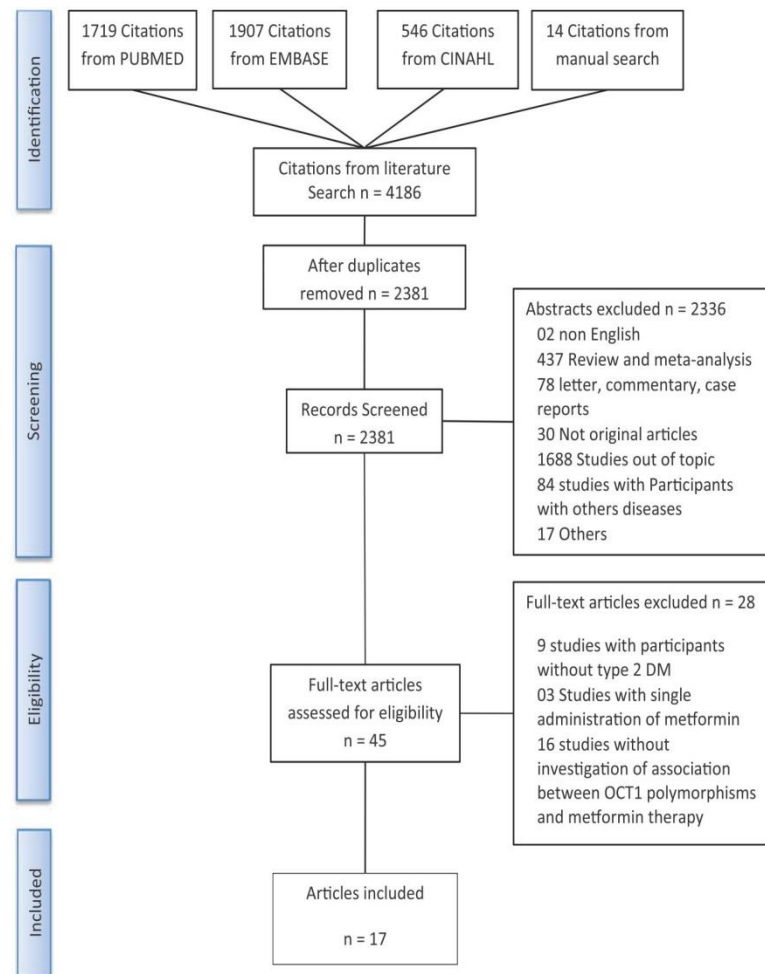 1719 Citations
from PUBMED
1907 Citations
from EMBASE
546 Citations
from CINAHL
14 Citations from
manual search
Identification
Citations from literature
Search n = 4186
After duplicates
removed n = 2381
Screening
Records Screened
n = 2381
Abstracts excluded n = 2336
02 non English
437 Review and meta-analysis
78 letter, commentary, case
reports
30 Not original articles
1688 Studies out of topic
84 studies with Participants
with others diseases
17 Others
Eligibility
Full-text articles
assessed for eligibility
n = 45
Full-text articles excluded n = 28
9 studies with participants
without type 2 DM
03 Studies with single
administration of metformin
16 studies without
investigation of association
between OCT1 polymorphisms
and metformin therapy
Included
Articles included
n = 17